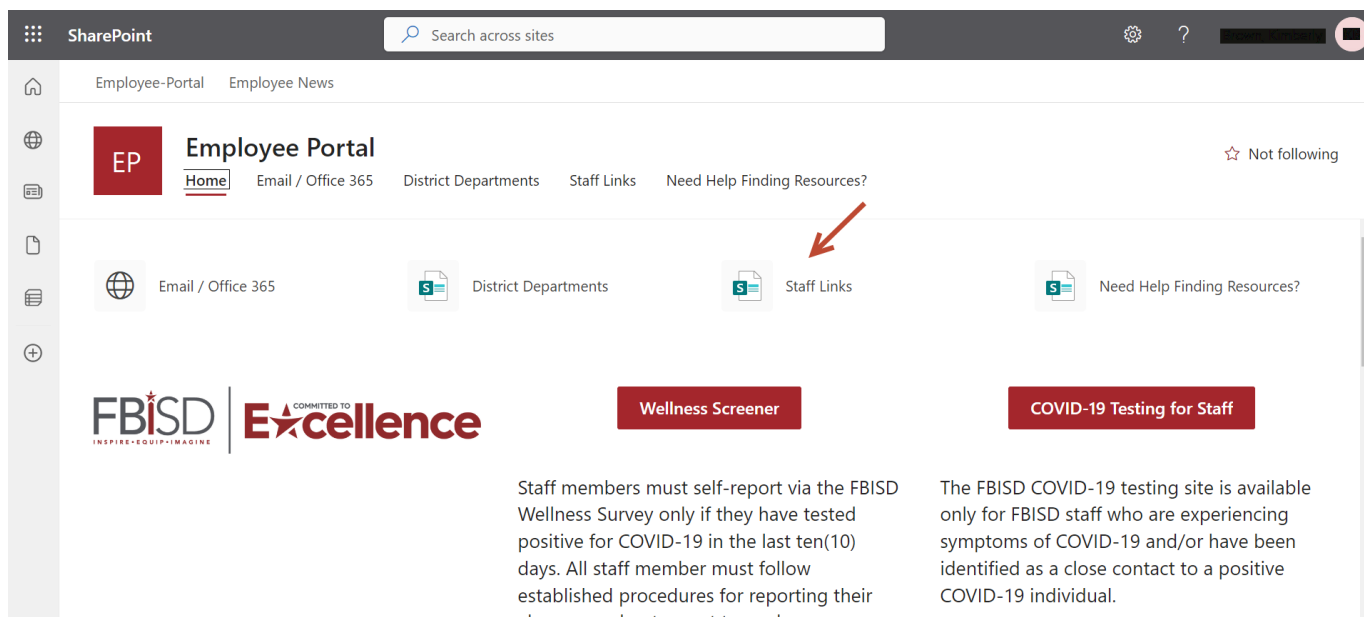 SharePoint
Search across sites
?
Employee-Portal Employee News
EP
Employee Portal
Not following
Home Email / Office 365 District Departments Staff Links Need Help Finding Resources?
Email / Office 365
S District Departments
S Staff Links
S Need Help Finding Resources?
FBISD
INSPIRE•EQUIP•IMAGINE
COMMITTED TO
Excellence
Wellness Screener
Staff members must self-report via the FBISD
Wellness Survey only if they have tested
positive for COVID-19 in the last ten(10)
days. All staff member must follow
established procedures for reporting their
COVID-19 Testing for Staff
The FBISD COVID-19 testing site is available
only for FBISD staff who are experiencing
symptoms of COVID-19 and/or have been
identified as a close contact to a positive
COVID-19 individual.